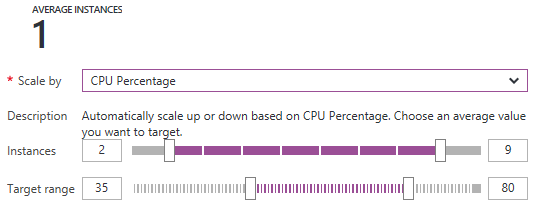 AVERAGE INSTANCES
1
* Scale by CPU Percentage
Description Automatically scale up or down based on CPU Percentage. Choose an average value
you want to target.
Instances 2 9
Target range 35 80